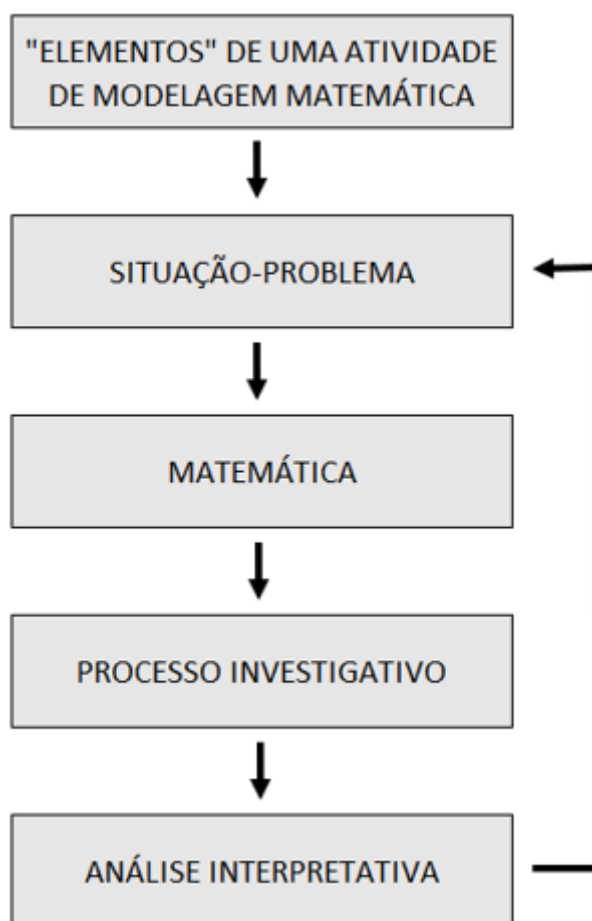 "ELEMENTOS" DE UMA ATIVIDADE
DE MODELAGEM MATEMÁTICA
SITUAÇÃO-PROBLEMA
MATEMÁTICA
PROCESSO INVESTIGATIVO
ANÁLISE INTERPRETATIVA